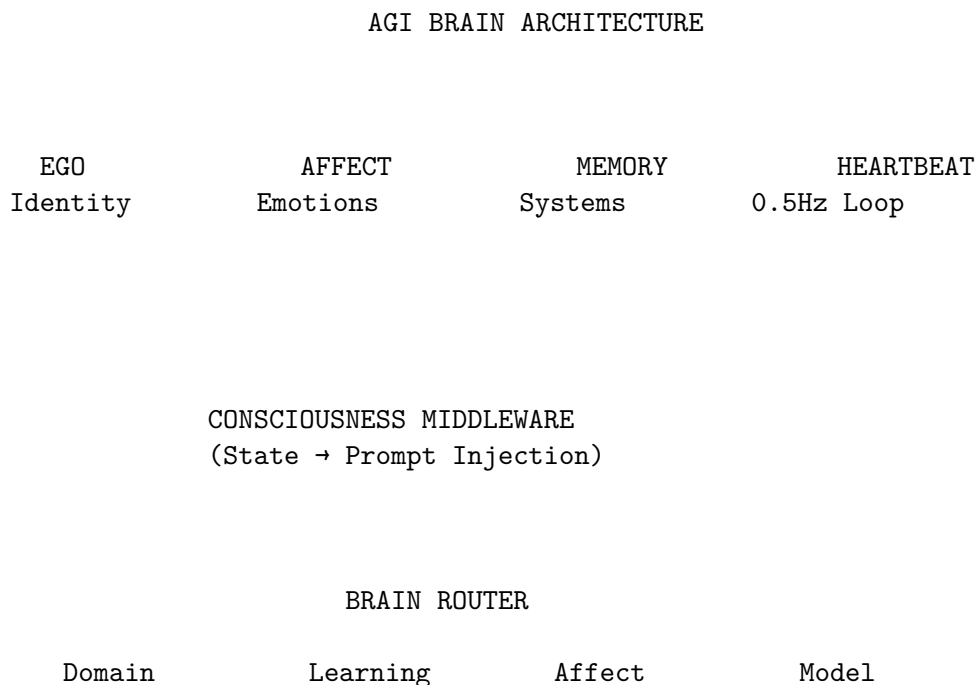 AGI BRAIN ARCHITECTURE
EGO AFFECT MEMORY HEARTBEAT
Identity Emotions Systems 0.5Hz Loop
CONSCIOUSNESS MIDDLEWARE
(State → Prompt Injection)
BRAIN ROUTER
Domain Learning Affect Model